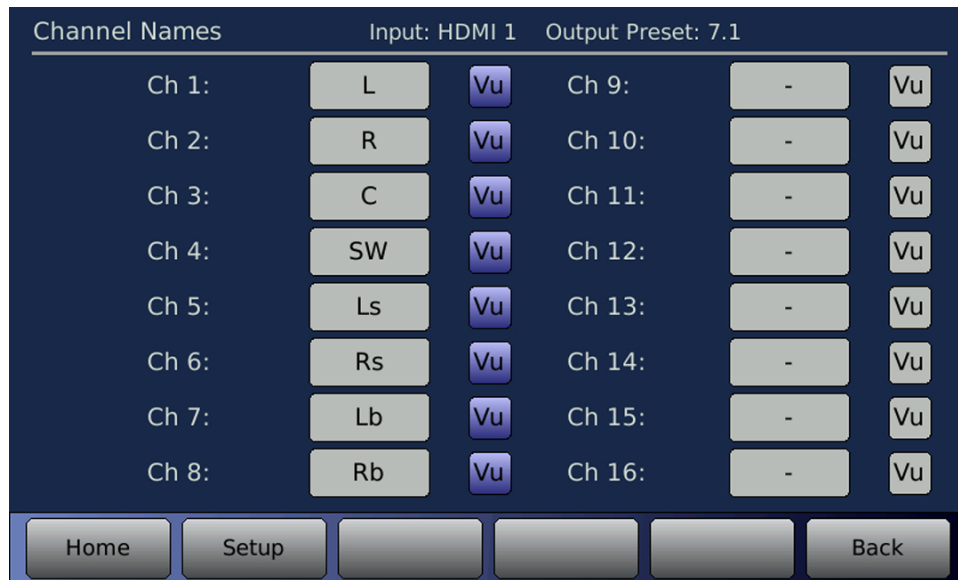 Channel Names Input: HDMI 1 Output Preset: 7.1
Ch 1: L Vu Ch 9: - Vu
Ch 2: R Vu Ch 10: - Vu
Ch 3: C Vu Ch 11: - Vu
Ch 4: SW Vu Ch 12: - Vu
Ch 5: Ls Vu Ch 13: - Vu
Ch 6: Rs Vu Ch 14: - Vu
Ch 7: Lb Vu Ch 15: - Vu
Ch 8: Rb Vu Ch 16: - Vu
Home Setup Back